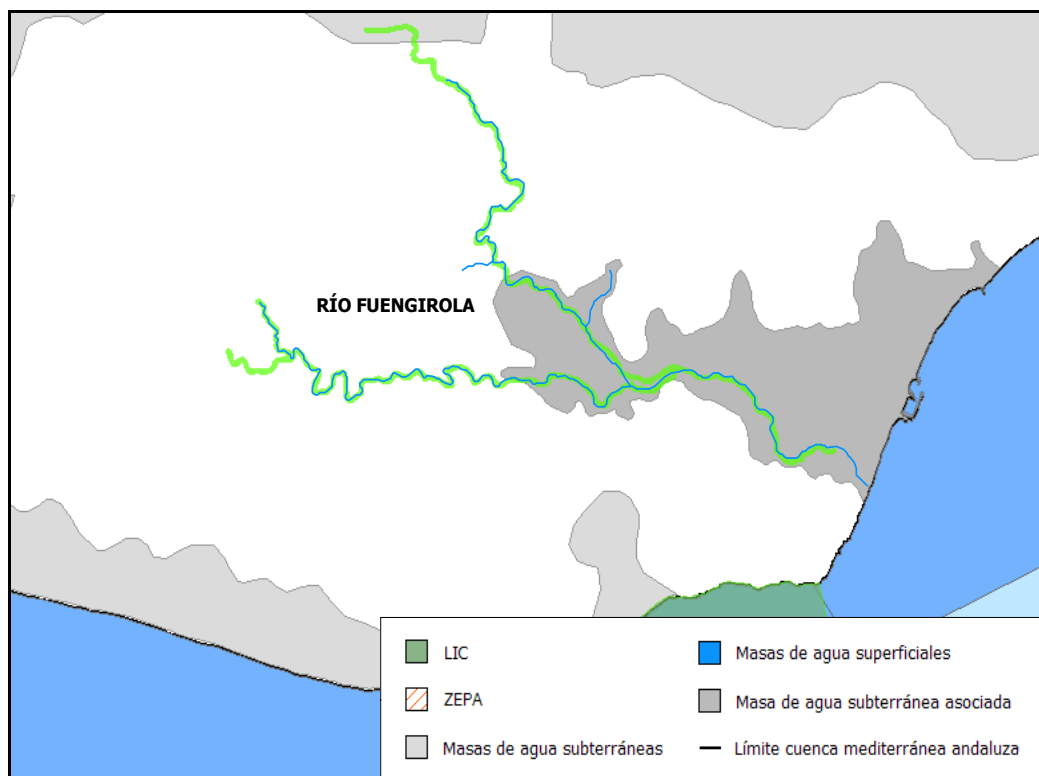 RÍO FUENGIROLA
LIC
ZEPA
Masas de agua subterráneas
Masas de agua superficiales
Masa de agua subterránea asociada
Límite cuenca mediterránea andaluza